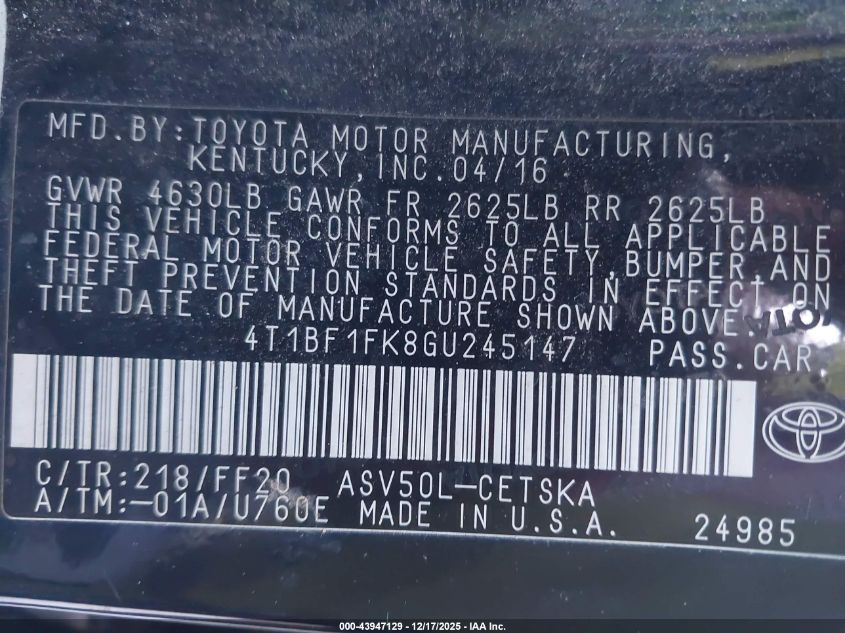 MFD.BY:TOYOTA MOTOR MANUFACTURING,
KENTUCKY,INC.04/16
GVWR 4630LB GAWR FR 2625LB RR 2625LB
THIS VEHICLE CONFORMS TO ALL APPLICABLE
FEDERAL MOTOR VEHICLE SAFETY,BUMPER,AND
THEFT PREVENTION STANDARDS IN EFFECT ON
THE DATE OF MANUFACTURE SHOWN ABOVE.
4T1BF1FK8GU245147 PASS.CAR
C/TR:218/FF20 ASV50L-CETSKA
A/TM:-01A/U760E MADE IN U.S.A. 24985
000-43947129 - 12/17/2025 - IAA Inc.